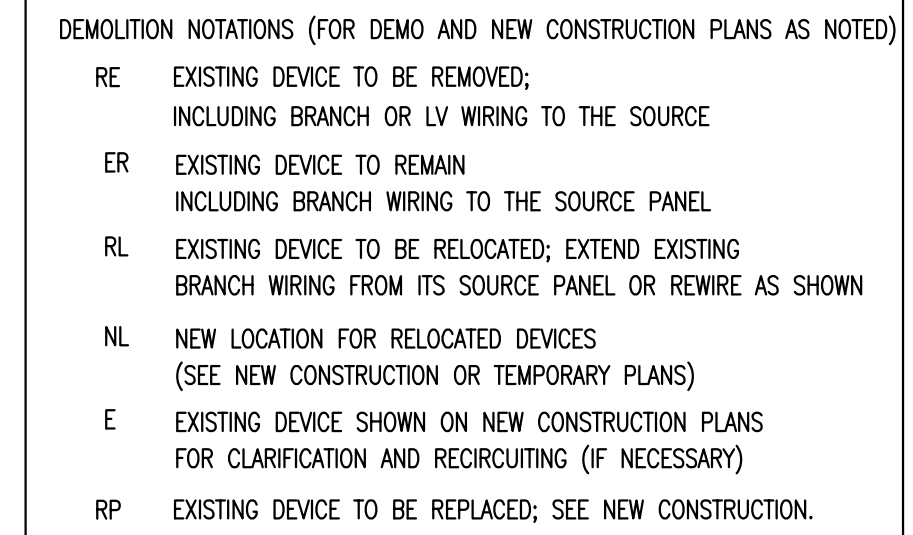 DEMOLITION NOTATIONS (FOR DEMO AND NEW CONSTRUCTION PLANS AS NOTED)
RE EXISTING DEVICE TO BE REMOVED;
INCLUDING BRANCH OR LV WIRING TO THE SOURCE
ER EXISTING DEVICE TO REMAIN
INCLUDING BRANCH WIRING TO THE SOURCE PANEL
RL EXISTING DEVICE TO BE RELOCATED; EXTEND EXISTING
BRANCH WIRING FROM ITS SOURCE PANEL OR REWIRE AS SHOWN
NL NEW LOCATION FOR RELOCATED DEVICES
(SEE NEW CONSTRUCTION OR TEMPORARY PLANS)
E EXISTING DEVICE SHOWN ON NEW CONSTRUCTION PLANS
FOR CLARIFICATION AND RECIRCUITING (IF NECESSARY)
RP EXISTING DEVICE TO BE REPLACED; SEE NEW CONSTRUCTION.